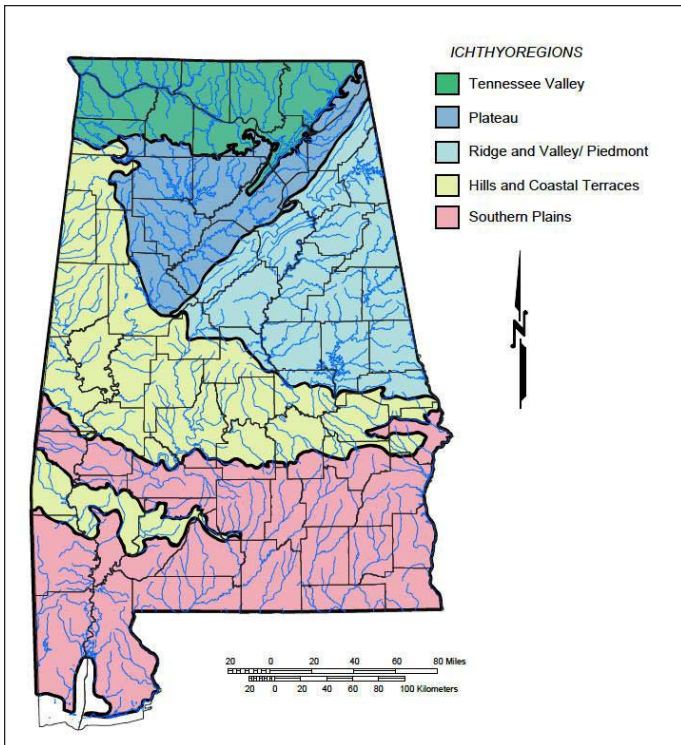 ICHTHYOREGIONS
Tennessee Valley
Plateau
Ridge and Valley/ Piedmont
Hills and Coastal Terraces
Southern Plains
N
20 0 20 40 60 80 Miles
20 0 20 40 60 80 100 Kilometers